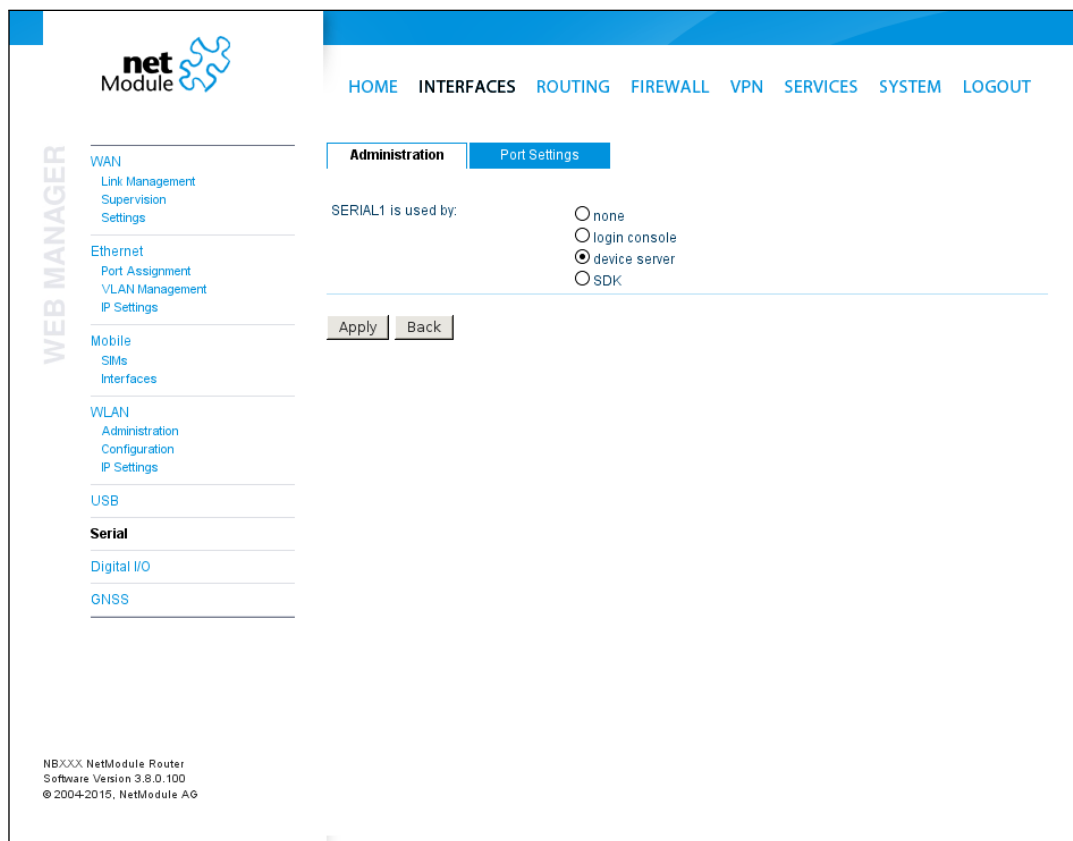 net
Module
HOME INTERFACES ROUTING FIREWALL VPN SERVICES SYSTEM LOGOUT
WEB MANAGER
WAN
Link Management
Supervision
Settings
Ethernet
Port Assignment
VLAN Management
IP Settings
Mobile
SIMs
Interfaces
WLAN
Administration
Configuration
IP Settings
USB
Serial
Digital I/O
GNSS
Administration Port Settings
SERIAL1 is used by:
none
login console
device server
SDK
Apply Back
NBXXX NetModule Router
Software Version 3.8.0.100
© 2004-2015, NetModule AG